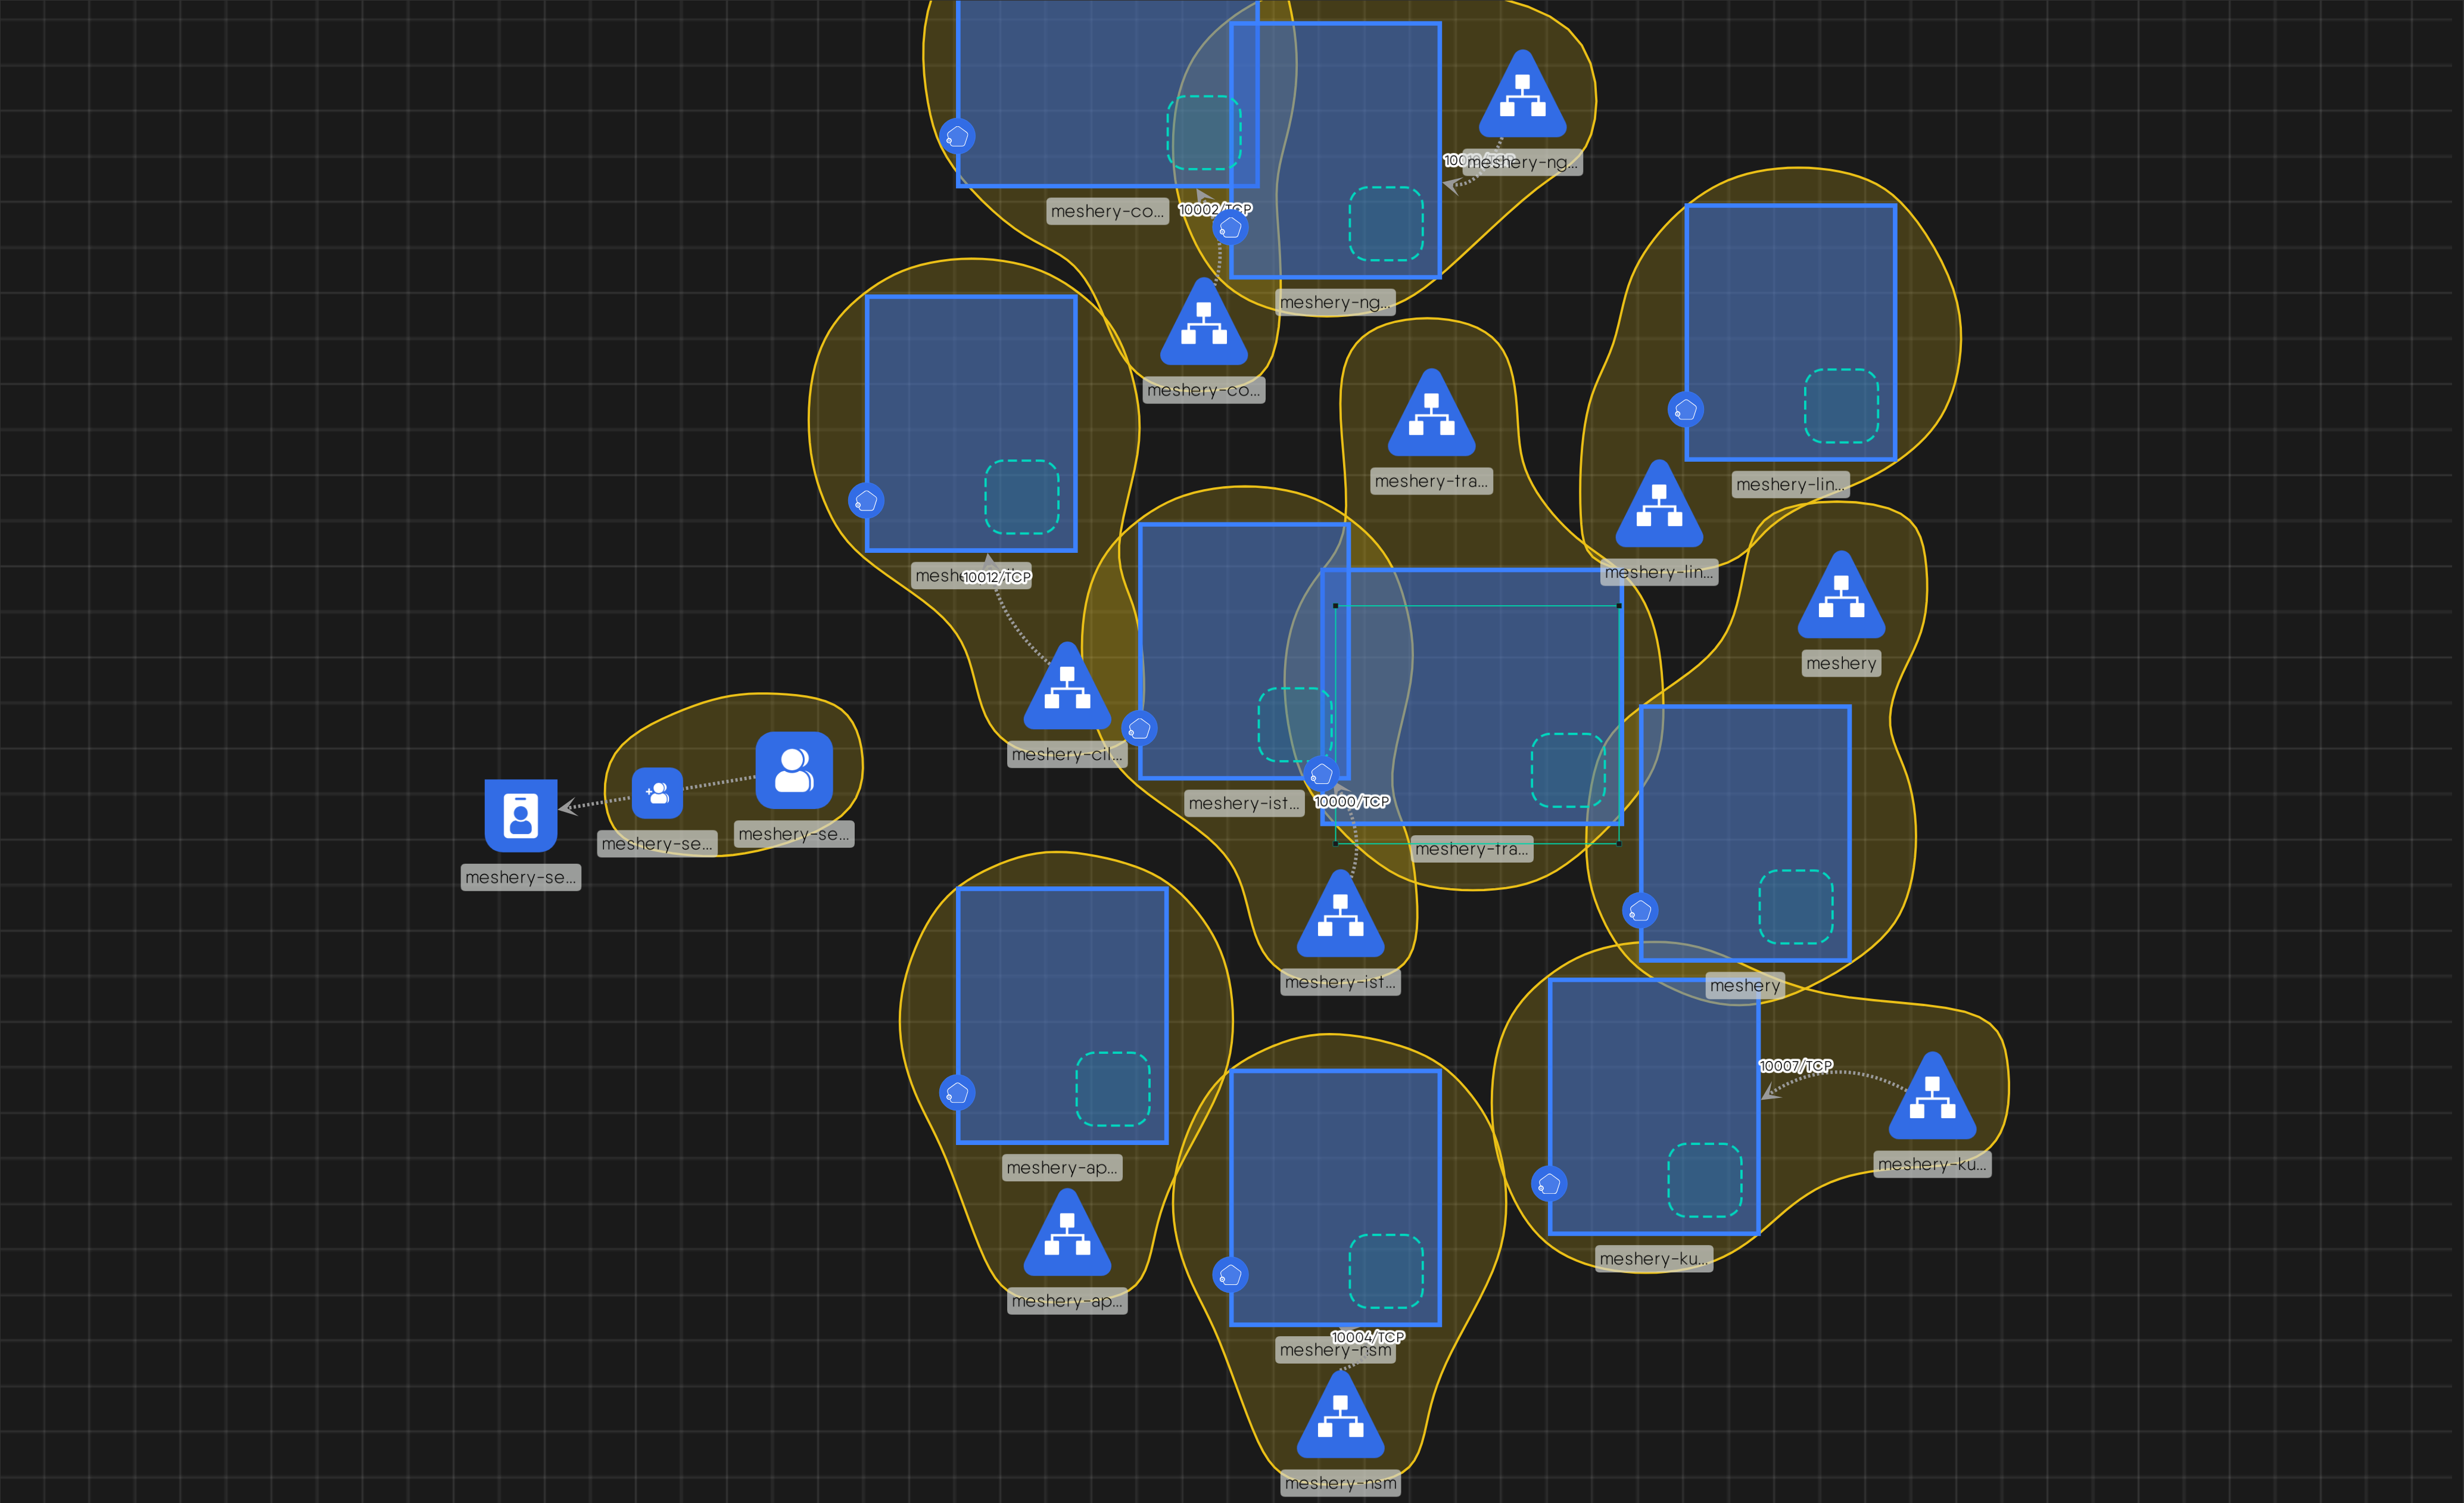 meshery-ng...
meshery-co...
10002/TCP
meshery-ng...
meshery-co...
meshery-tra...
meshery-lin...
meshery-lin...
10012/TCP
meshery
meshery-cil...
meshery-ist...
10000/TCP
meshery-se...
meshery-se...
meshery-se...
meshery-tra...
meshery-ist...
meshery
10007/TCP
meshery-ap...
meshery-ku...
meshery-ku...
meshery-ap...
10004/TCP
meshery-nsm
meshery-nsm